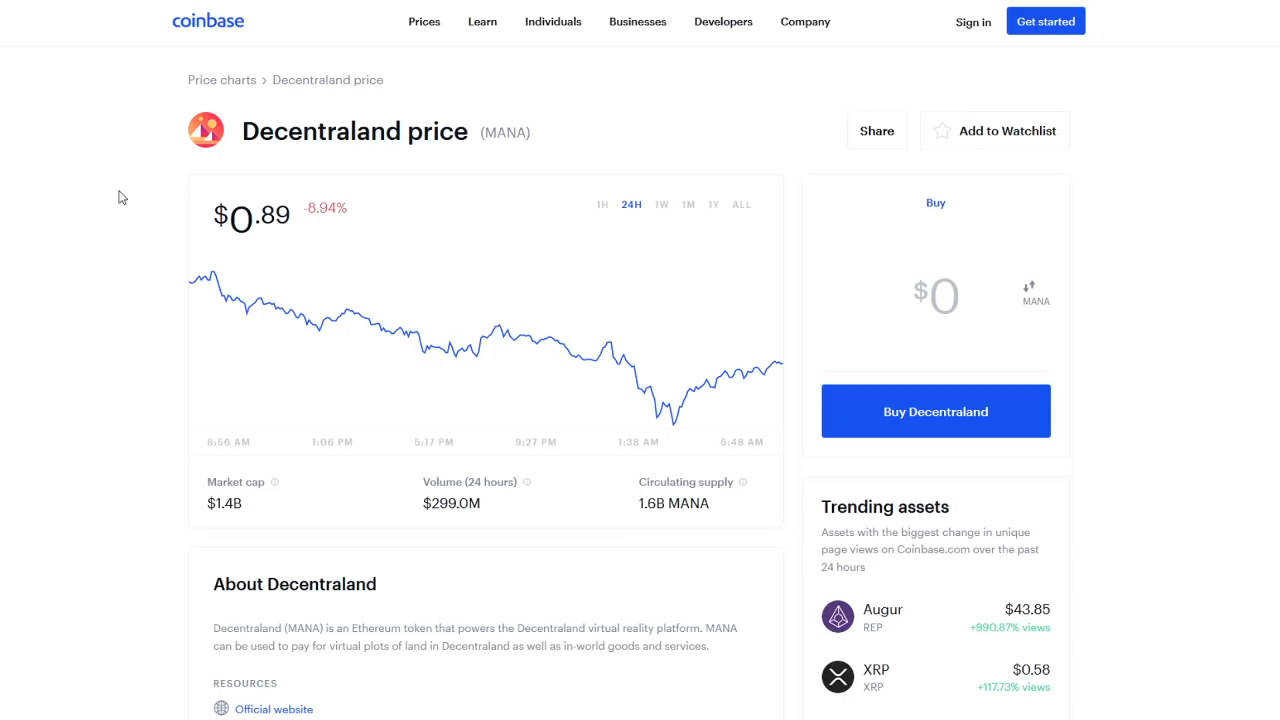 coinbase
Prices Learn Individuals Businesses Developers Company
Sign in Get started
Price charts > Decentraland price
Decentraland price (MANA)
Share Add to Watchlist
$0.89 -8.94%
1H 24H 1W 1M 1Y ALL
8:56 AM 1:06 PM 5:17 PM 9:27 PM 1:38 AM 5:48 AM
Market cap Volume (24 hours) Circulating supply
$1.4B $299.0M 1.6B MANA
Buy
$0
MANA
Buy Decentraland
About Decentraland
Decentraland (MANA) is an Ethereum token that powers the Decentraland virtual reality platform. MANA
can be used to pay for virtual plots of land in Decentraland as well as in-world goods and services.
RESOURCES
Official website
Trending assets
Assets with the biggest change in unique
page views on Coinbase.com over the past
24 hours
Augur $43.85
REP +990.87% views
XRP $0.58
XRP +117.73% views